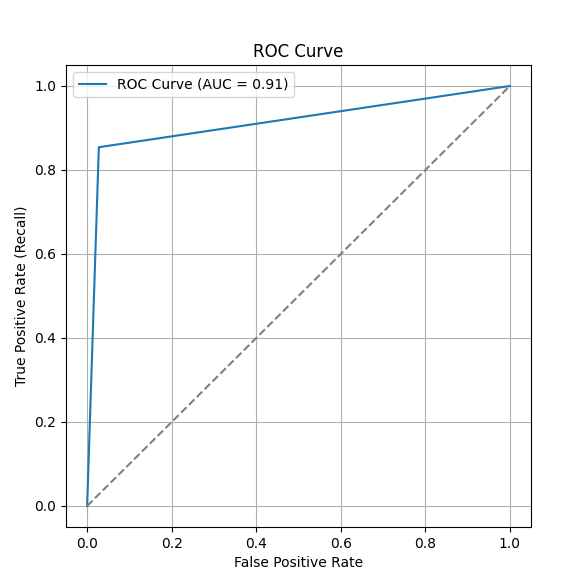 ROC Curve
ROC Curve (AUC = 0.91)
1.0
0.8
0.6
0.4
0.2
0.0
True Positive Rate (Recall)
0.0 0.2 0.4 0.6 0.8 1.0
False Positive Rate